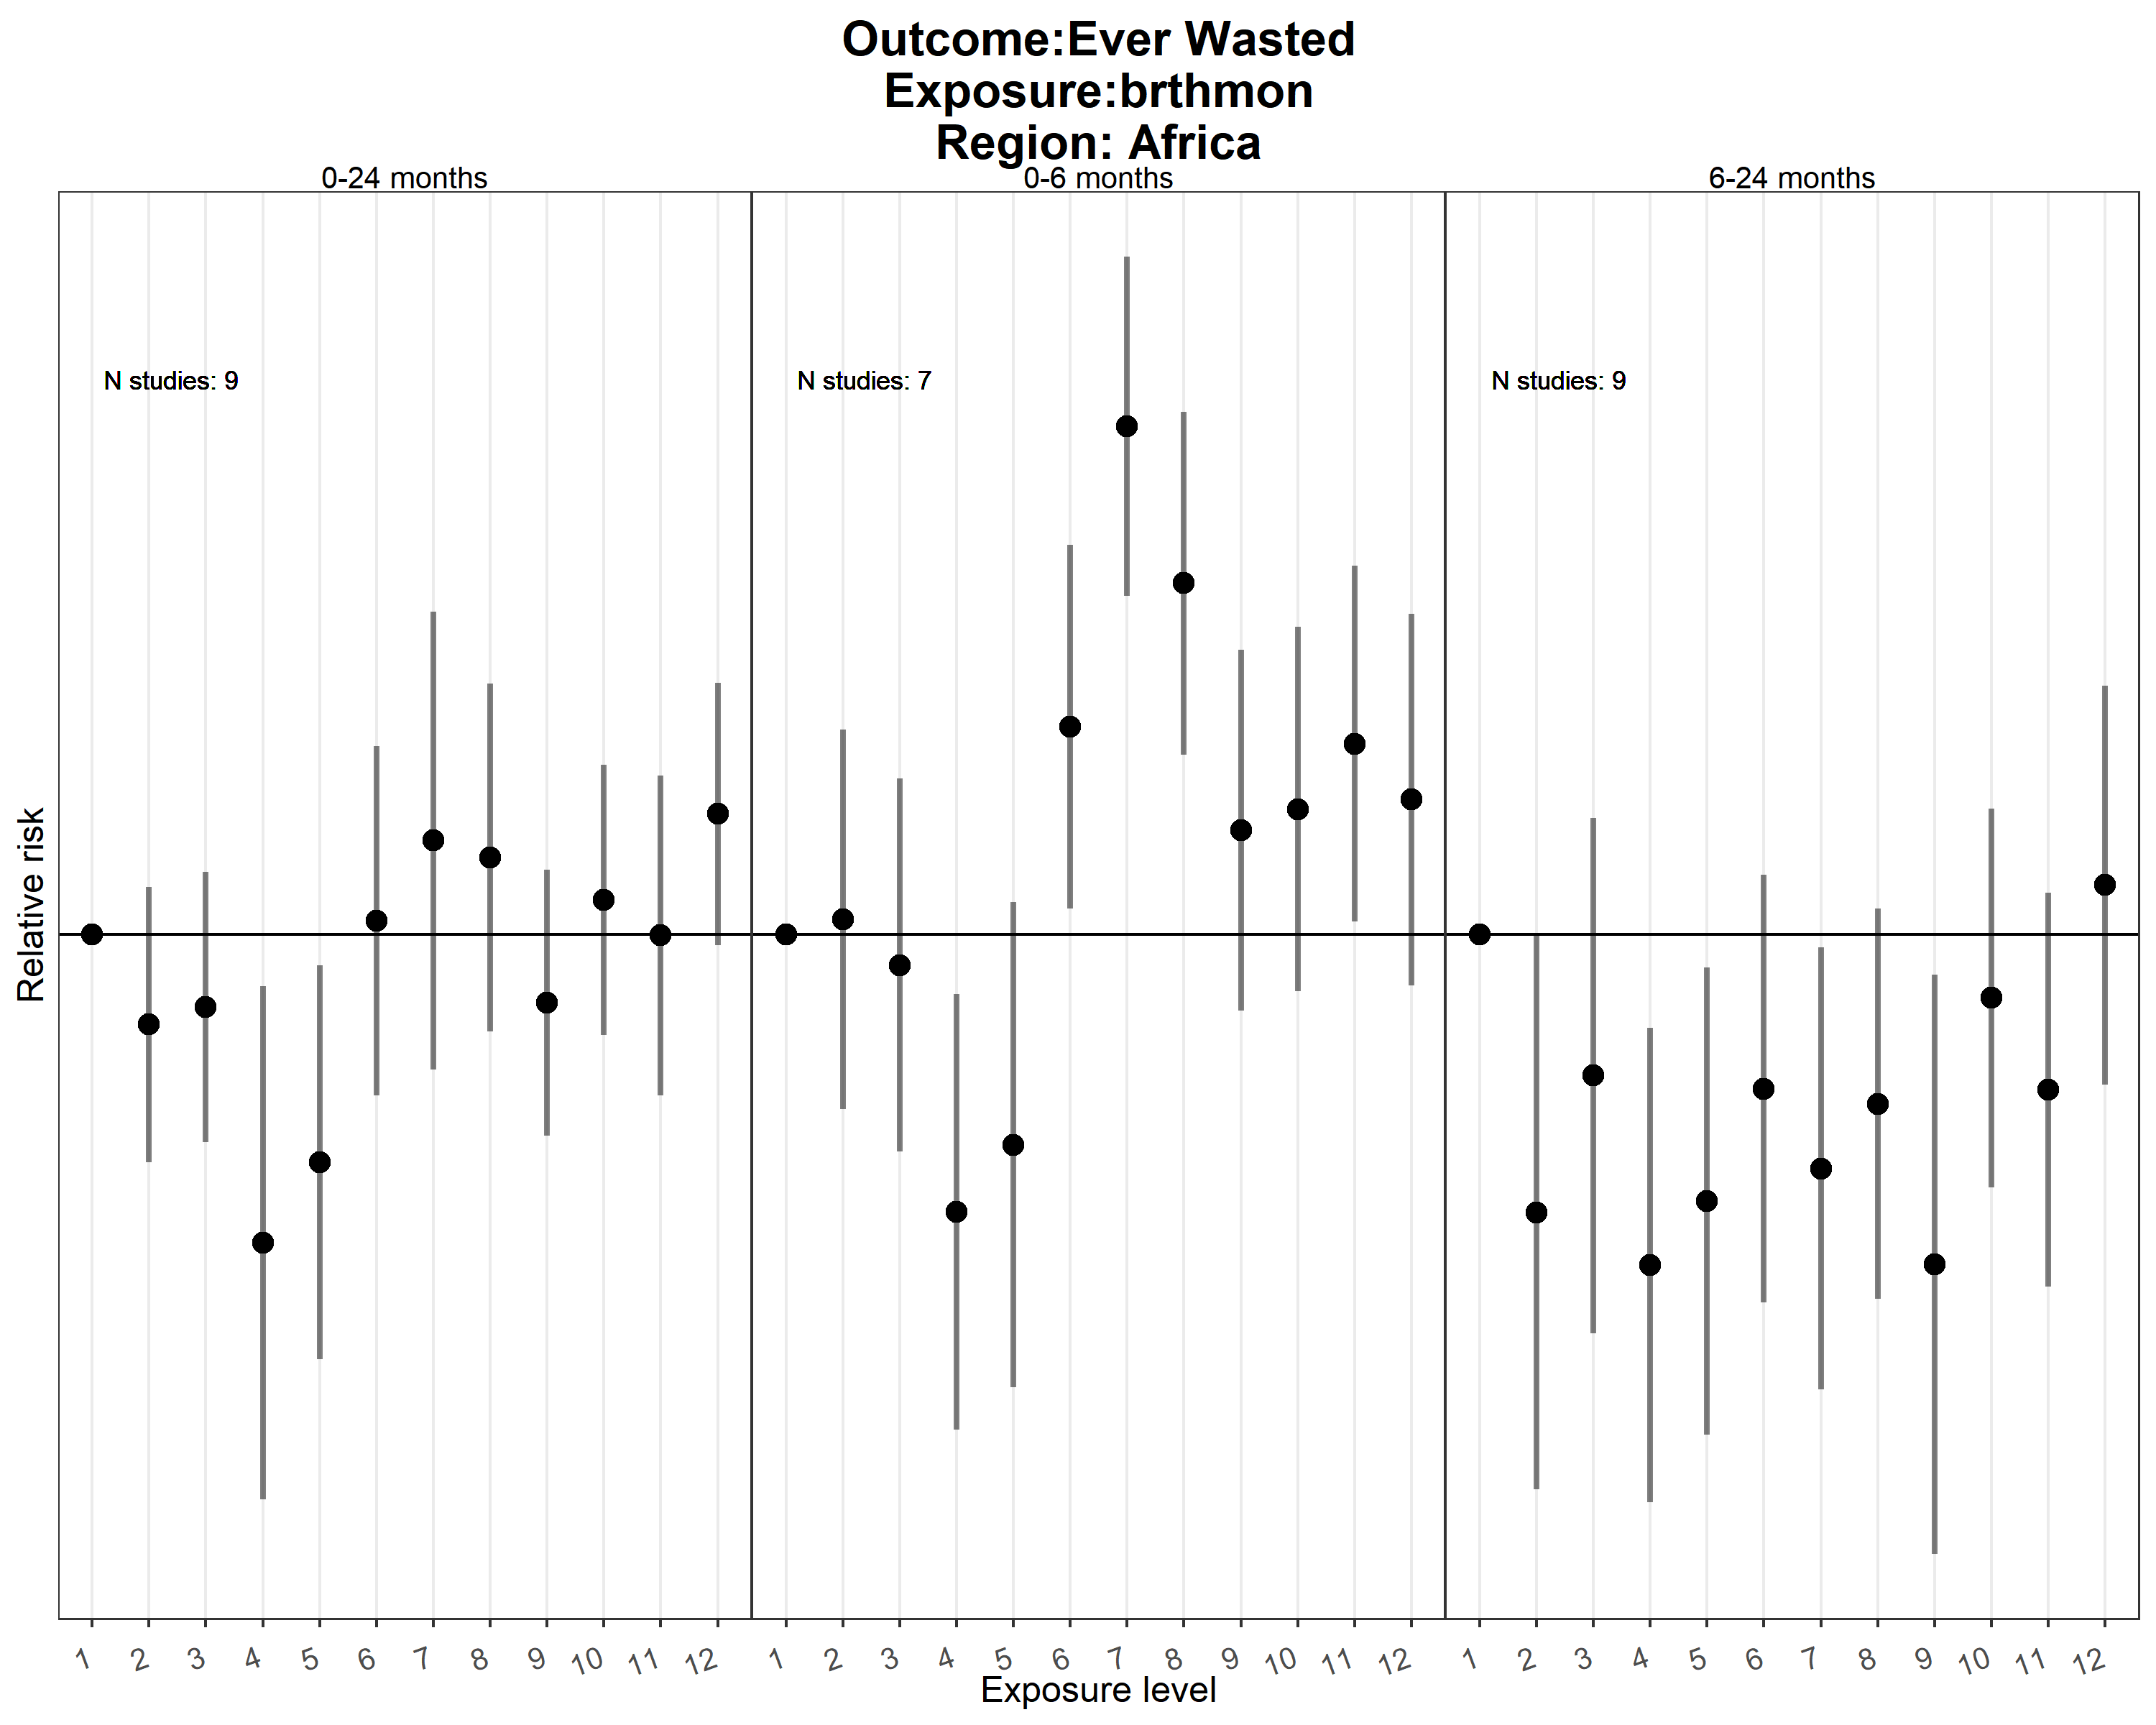 Outcome:Ever Wasted
Exposure:brthmon
Region: Africa
0-24 months
0-6 months
6-24 months
N studies: 9
N studies: 7
N studies: 9
Relative risk
1 2 3 4 5 6 7 8 9 10 11 12
1 2 3 4 5 6 7 8 9 10 11 12
1 2 3 4 5 6 7 8 9 10 11 12
Exposure level